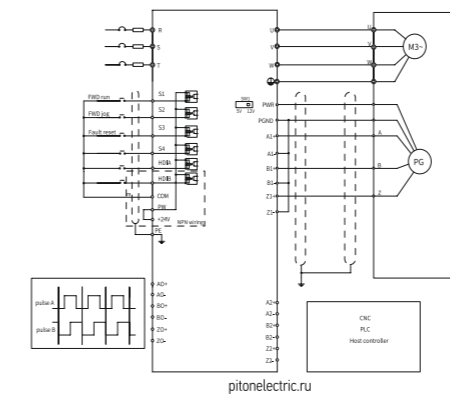 R
S
T
U
V
W
U
V
W
M3~
FWD run
FWD jog
Fault reset
S1
S2
S3
S4
HDIA
HDIB
COM
PW
+24V
PE
NPN wiring
SW2
5V 12V
PWR
PGND
A1+
A1-
B1+
B1-
Z1+
Z1-
A
B
Z
PG
pulse A
pulse B
AO+
AO-
BO+
BO-
ZO+
ZO-
A2+
A2-
B2+
B2-
Z2+
Z2-
CNC
PLC
Host controller
pitonelectric.ru